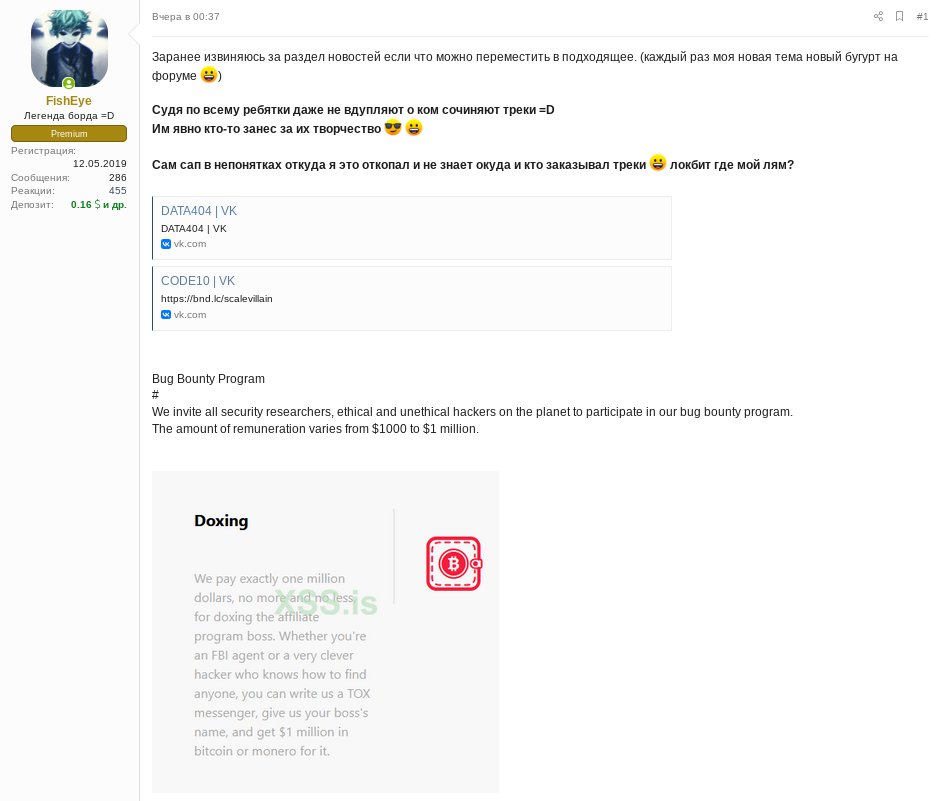 Вчера в 00:37
#1
FishEye
Легенда борда =D
Premium
Регистрация:
12.05.2019
Сообщения: 286
Реакции: 455
Депозит: 0.16 $ и др.
Заранее извиняюсь за раздел новостей если что можно переместить в подходящее. (каждый раз моя новая тема новый бугурт на
форуме 😀)
Судя по всему ребятки даже не вдупляют о ком сочиняют треки =D
Им явно кто-то занес за их творчество 😎 😀
Сам сап в непонятках откуда я это откопал и не знает окуда и кто заказывал треки 😀 локбит где мой лям?
DATA404 | VK
DATA404 | VK
vk.com
CODE10 | VK
https://bnd.lc/scalevillain
vk.com
Bug Bounty Program
#
We invite all security researchers, ethical and unethical hackers on the planet to participate in our bug bounty program.
The amount of remuneration varies from $1000 to $1 million.
Doxing
We pay exactly one million
dollars, no more and no less,
for doxing the affiliate
program boss. Whether you're
an FBI agent or a very clever
hacker who knows how to find
anyone, you can write us a TOX
messenger, give us your boss's
name, and get $1 million in
bitcoin or monero for it.
XSS.is